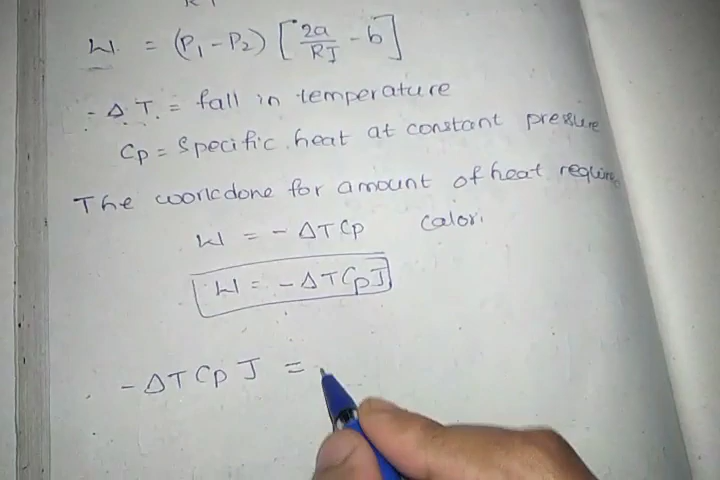 W = (P₁ - P₂) [2a/RJ - b]
- ΔT = fall in temperature
Cp = Specific heat at constant pressure
The workdone for amount of heat
W = - ΔT Cp
W = - ΔT Cp J
- ΔT Cp J =